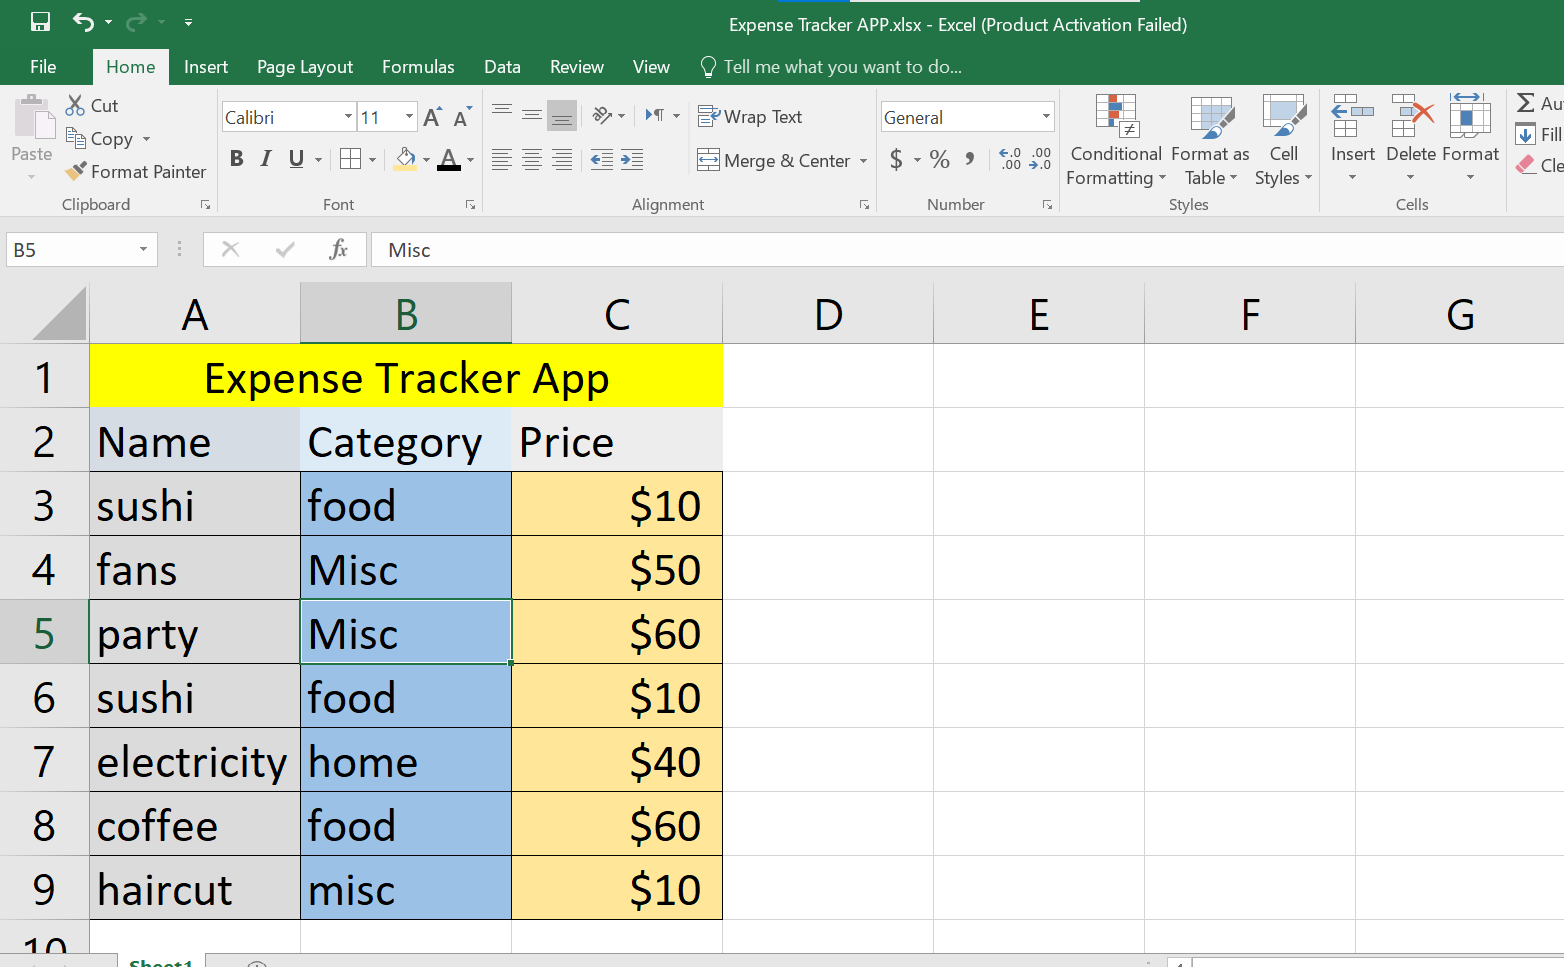 Expense Tracker APP.xlsx - Excel (Product Activation Failed)
File Home Insert Page Layout Formulas Data Review View Tell me what you want to do...
Paste
Cut
Copy
Format Painter
Clipboard
Calibri 11 A A
B I U A
Font
Wrap Text
Merge & Center
Alignment
General
$ % , .0 .00 .00 .0
Number
Conditional Formatting
Format as Table
Cell Styles
Styles
Insert Delete Format
Cells
Σ Au
Fill
Cle
B5 fx Misc
A B C D E F G
1 Expense Tracker App
2 Name Category Price
3 sushi food $10
4 fans Misc $50
5 party Misc $60
6 sushi food $10
7 electricity home $40
8 coffee food $60
9 haircut misc $10
10
Sheet1